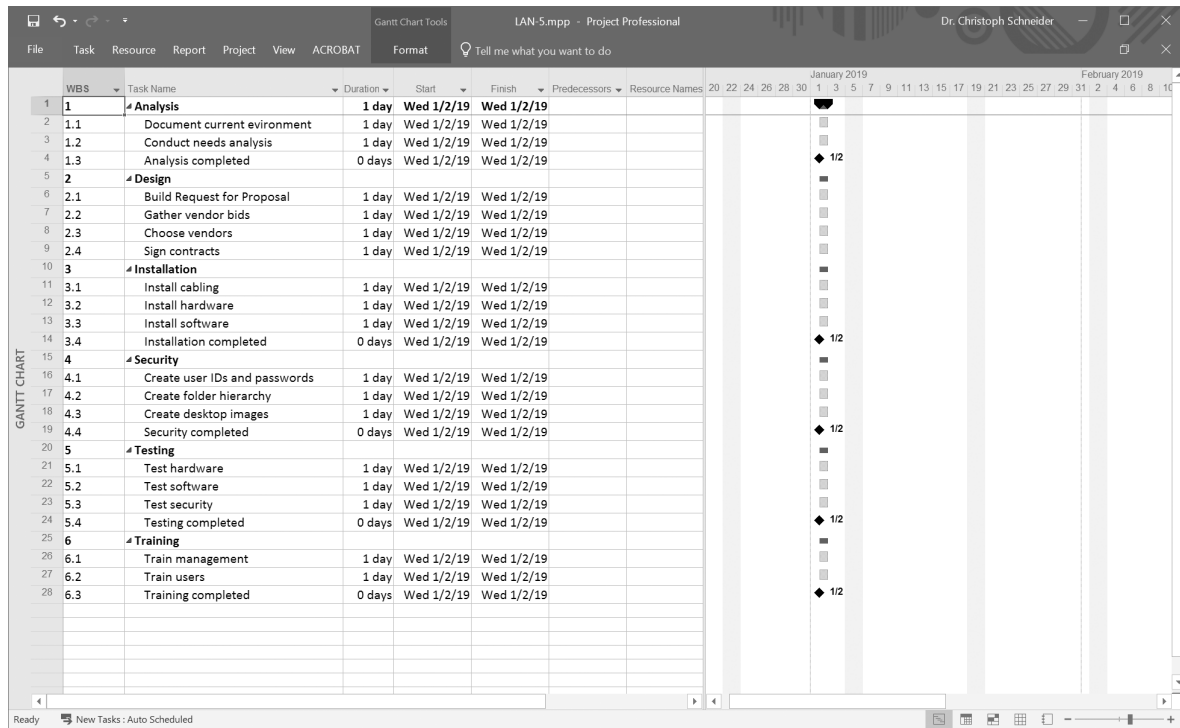 Gantt Chart Tools LAN-5.mpp - Project Professional Dr. Christoph Schneider
File Task Resource Report Project View ACROBAT Format Tell me what you want to do
January 2019 February 2019
WBS Task Name Duration Start Finish Predecessors Resource Names 20 22 24 26 28 30 1 3 5 7 9 11 13 15 17 19 21 23 25 27 29 31 2 4 6 8 10
1 1 Analysis 1 day Wed 1/2/19 Wed 1/2/19
2 1.1 Document current evironment 1 day Wed 1/2/19 Wed 1/2/19
3 1.2 Conduct needs analysis 1 day Wed 1/2/19 Wed 1/2/19
4 1.3 Analysis completed 0 days Wed 1/2/19 Wed 1/2/19 1/2
5 2 Design
6 2.1 Build Request for Proposal 1 day Wed 1/2/19 Wed 1/2/19
7 2.2 Gather vendor bids 1 day Wed 1/2/19 Wed 1/2/19
8 2.3 Choose vendors 1 day Wed 1/2/19 Wed 1/2/19
9 2.4 Sign contracts 1 day Wed 1/2/19 Wed 1/2/19
10 3 Installation
11 3.1 Install cabling 1 day Wed 1/2/19 Wed 1/2/19
12 3.2 Install hardware 1 day Wed 1/2/19 Wed 1/2/19
13 3.3 Install software 1 day Wed 1/2/19 Wed 1/2/19
14 3.4 Installation completed 0 days Wed 1/2/19 Wed 1/2/19 1/2
15 4 Security
16 4.1 Create user IDs and passwords 1 day Wed 1/2/19 Wed 1/2/19
17 4.2 Create folder hierarchy 1 day Wed 1/2/19 Wed 1/2/19
18 4.3 Create desktop images 1 day Wed 1/2/19 Wed 1/2/19
19 4.4 Security completed 0 days Wed 1/2/19 Wed 1/2/19 1/2
20 5 Testing
21 5.1 Test hardware 1 day Wed 1/2/19 Wed 1/2/19
22 5.2 Test software 1 day Wed 1/2/19 Wed 1/2/19
23 5.3 Test security 1 day Wed 1/2/19 Wed 1/2/19
24 5.4 Testing completed 0 days Wed 1/2/19 Wed 1/2/19 1/2
25 6 Training
26 6.1 Train management 1 day Wed 1/2/19 Wed 1/2/19
27 6.2 Train users 1 day Wed 1/2/19 Wed 1/2/19
28 6.3 Training completed 0 days Wed 1/2/19 Wed 1/2/19 1/2
GANTT CHART
Ready New Tasks : Auto Scheduled